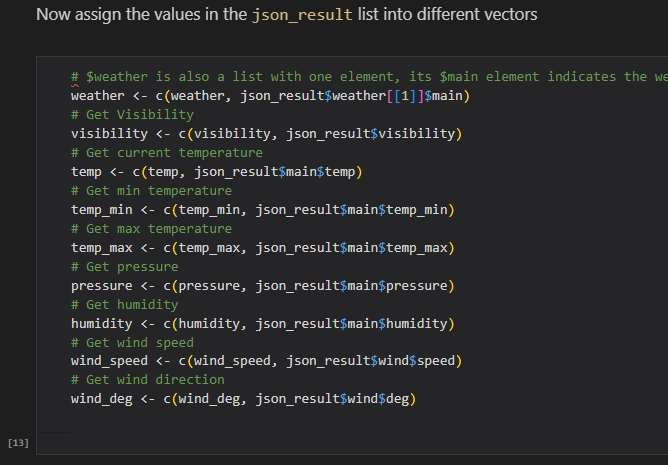 Now assign the values in the json_result list into different vectors
# $weather is also a list with one element, its $main element indicates the
weather <- c(weather, json_result$weather[[1]]$main)
# Get Visibility
visibility <- c(visibility, json_result$visibility)
# Get current temperature
temp <- c(temp, json_result$main$temp)
# Get min temperature
temp_min <- c(temp_min, json_result$main$temp_min)
# Get max temperature
temp_max <- c(temp_max, json_result$main$temp_max)
# Get pressure
pressure <- c(pressure, json_result$main$pressure)
# Get humidity
humidity <- c(humidity, json_result$main$humidity)
# Get wind speed
wind_speed <- c(wind_speed, json_result$wind$speed)
# Get wind direction
wind_deg <- c(wind_deg, json_result$wind$deg)
[13]